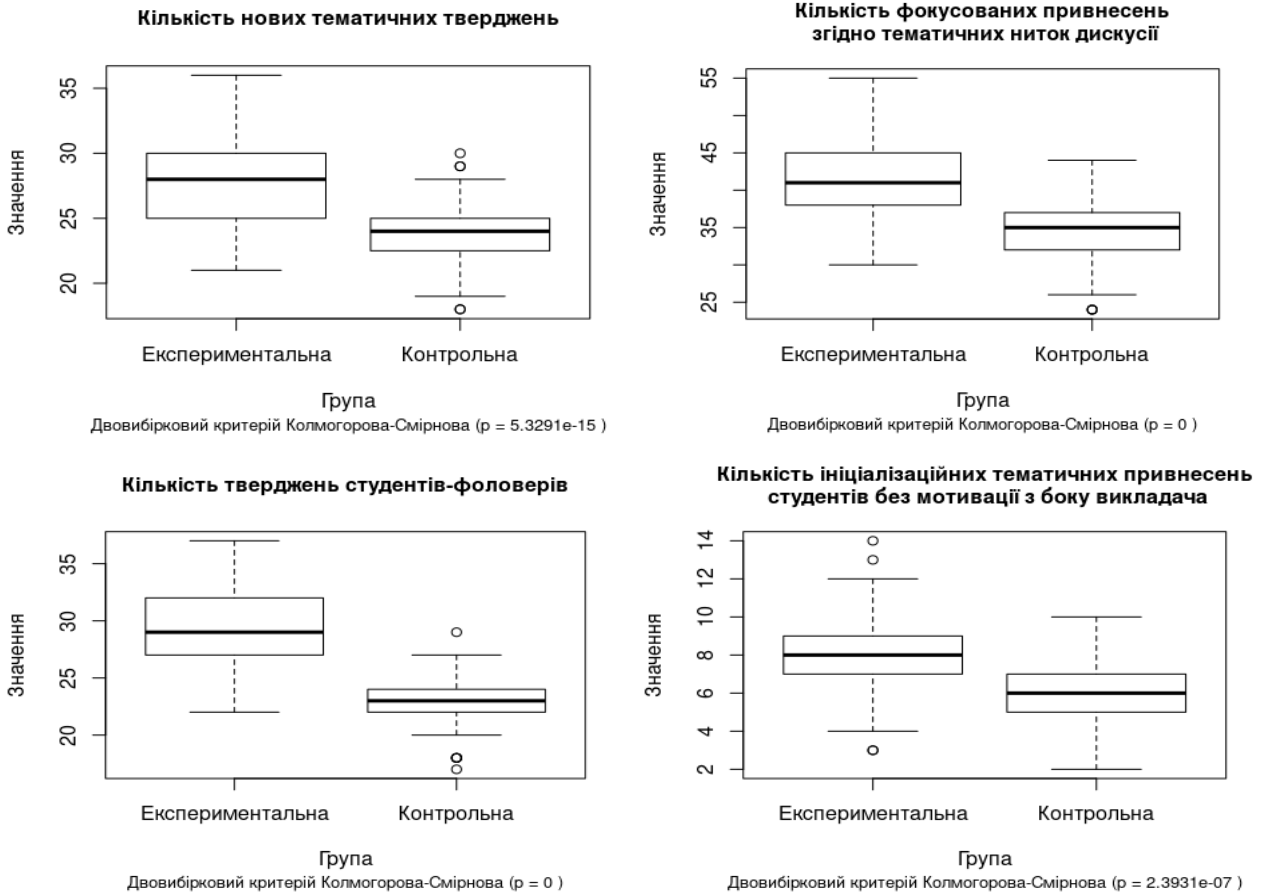 Кількість нових тематичних тверджень
35
30
25
20
Значення
Експериментальна
Контрольна
Група
Двовибірковий критерій Колмогорова-Смірнова (p = 5.3291e-15 )
Кількість фокусованих привнесень
згідно тематичних ниток дискусії
55
45
35
25
Значення
Експериментальна
Контрольна
Група
Двовибірковий критерій Колмогорова-Смірнова (p = 0 )
Кількість тверджень студентів-фоловерів
35
30
25
20
Значення
Експериментальна
Контрольна
Група
Двовибірковий критерій Колмогорова-Смірнова (p = 0 )
Кількість ініціалізаційних тематичних привнесень
студентів без мотивації з боку викладача
14
10
8
6
4
2
Значення
Експериментальна
Контрольна
Група
Двовибірковий критерій Колмогорова-Смірнова (p = 2.3931e-07 )